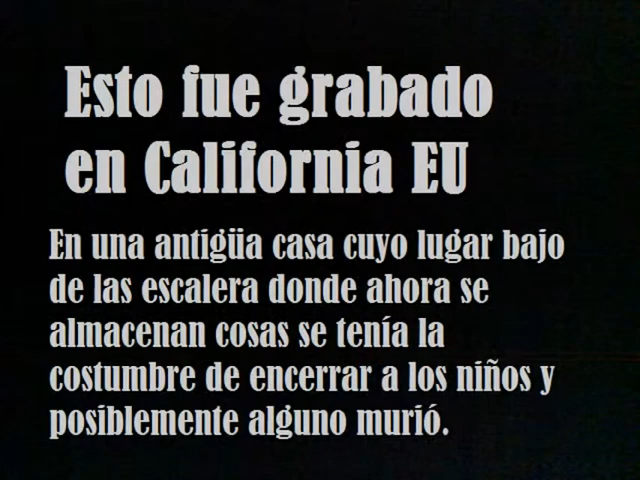 Esto fue grabado
en California EU
En una antigüa casa cuyo lugar bajo
de las escalera donde ahora se
almacenan cosas se tenía la
costumbre de encerrar a los niños y
posiblemente alguno murió.